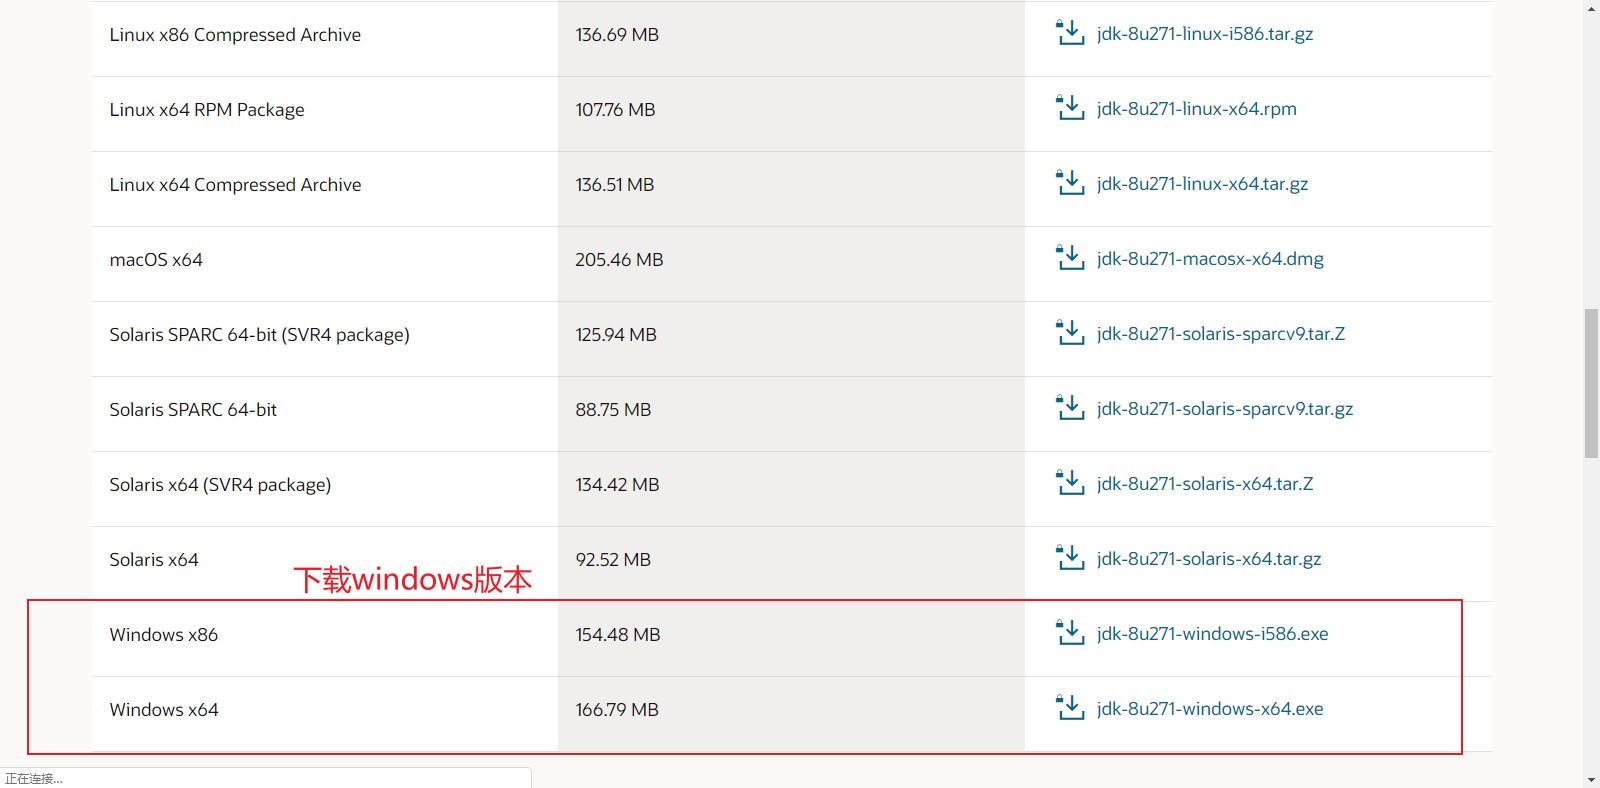 Linux x86 Compressed Archive 136.69 MB jdk-8u271-linux-i586.tar.gz
Linux x64 RPM Package 107.76 MB jdk-8u271-linux-x64.rpm
Linux x64 Compressed Archive 136.51 MB jdk-8u271-linux-x64.tar.gz
macOS x64 205.46 MB jdk-8u271-macosx-x64.dmg
Solaris SPARC 64-bit (SVR4 package) 125.94 MB jdk-8u271-solaris-sparcv9.tar.Z
Solaris SPARC 64-bit 88.75 MB jdk-8u271-solaris-sparcv9.tar.gz
Solaris x64 (SVR4 package) 134.42 MB jdk-8u271-solaris-x64.tar.Z
Solaris x64 92.52 MB jdk-8u271-solaris-x64.tar.gz
下载windows版本
Windows x86 154.48 MB jdk-8u271-windows-i586.exe
Windows x64 166.79 MB jdk-8u271-windows-x64.exe
正在连接...